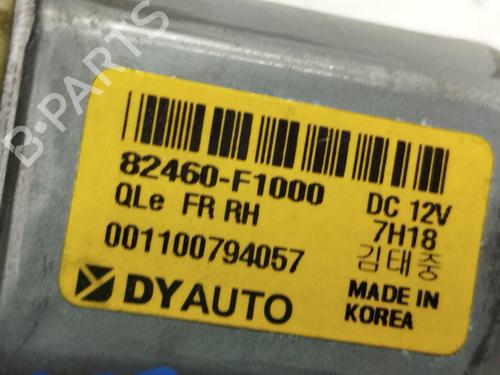 B-PARTS
82460-F1000
QLe FR RH
DC 12V
7H18
001100794057
김태중
DYAUTO
MADE IN
KOREA